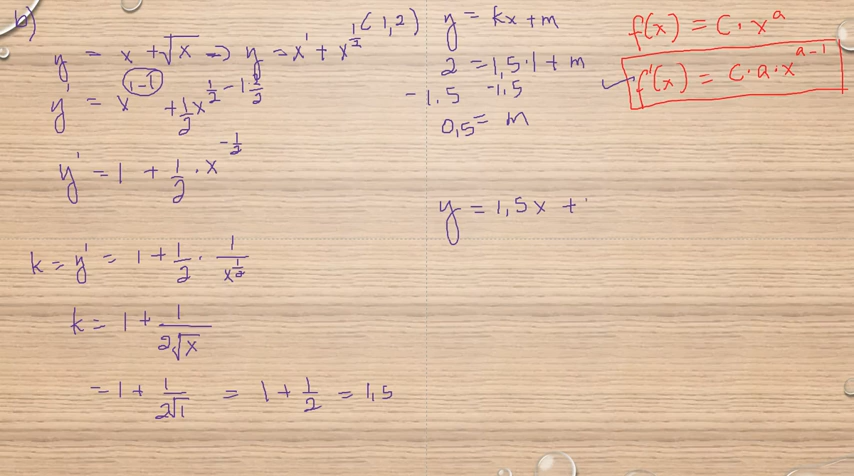 b)
y = x + √x => y = x¹ + x^(1/2) (1,2)
y' = x^(1-1) + 1/2 x^(1/2 - 1·2/2)
y' = 1 + 1/2 · x^(-1/2)
k = y' = 1 + 1/2 · 1/x^(1/2)
k = 1 + 1/(2√x)
= 1 + 1/(2√1) = 1 + 1/2 = 1,5
y = kx + m
2 = 1,5·1 + m
-1,5 -1,5
0,5 = m
y = 1,5x +
f(x) = C · x^a
f'(x) = C · a · x^(a-1)